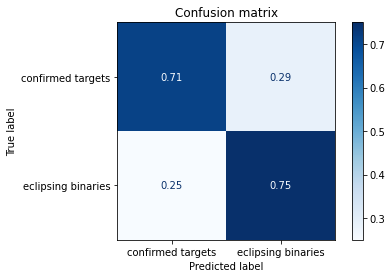 Confusion matrix
True label
confirmed targets
0.71
0.29
eclipsing binaries
0.25
0.75
confirmed targets
eclipsing binaries
Predicted label
0.7
0.6
0.5
0.4
0.3